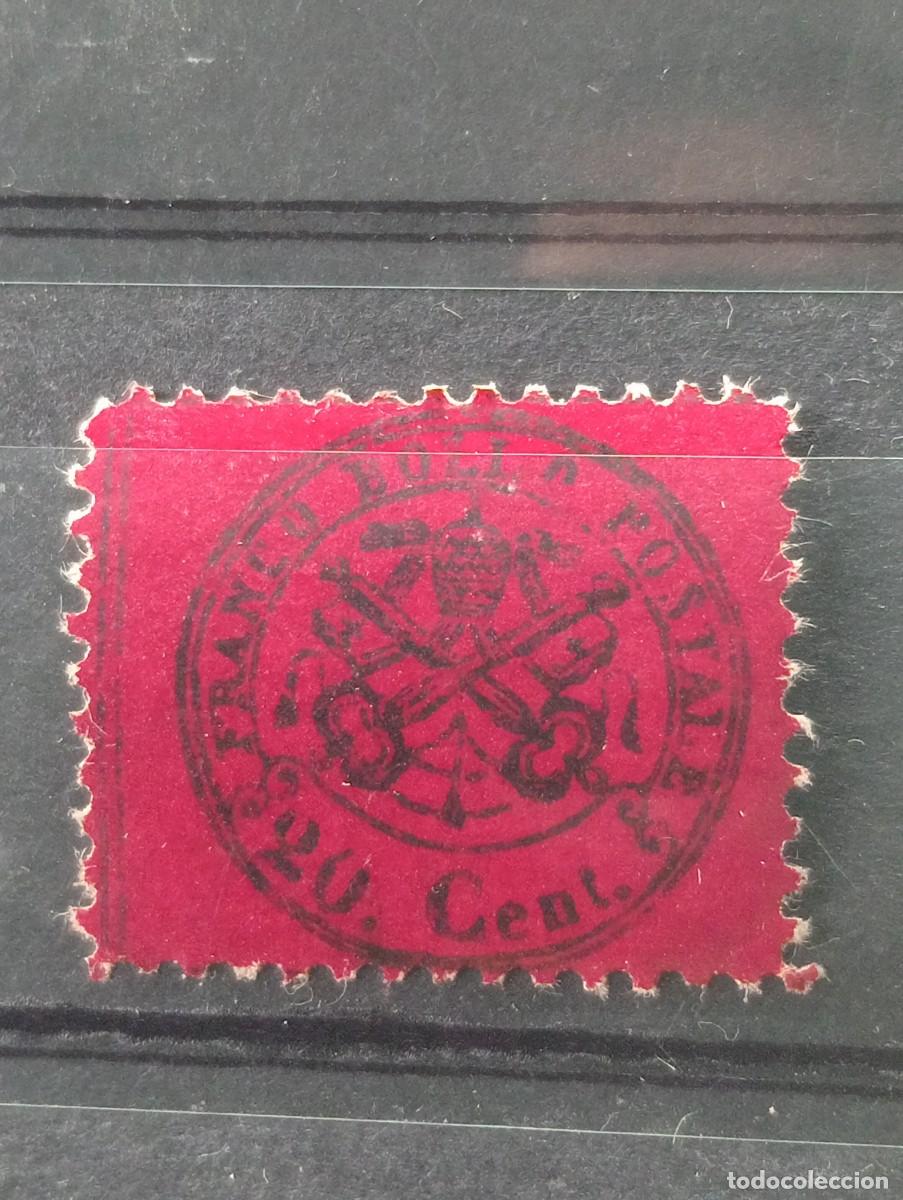 FRANCO BOLLO POSTALE
20. Cent.
todocoleccion